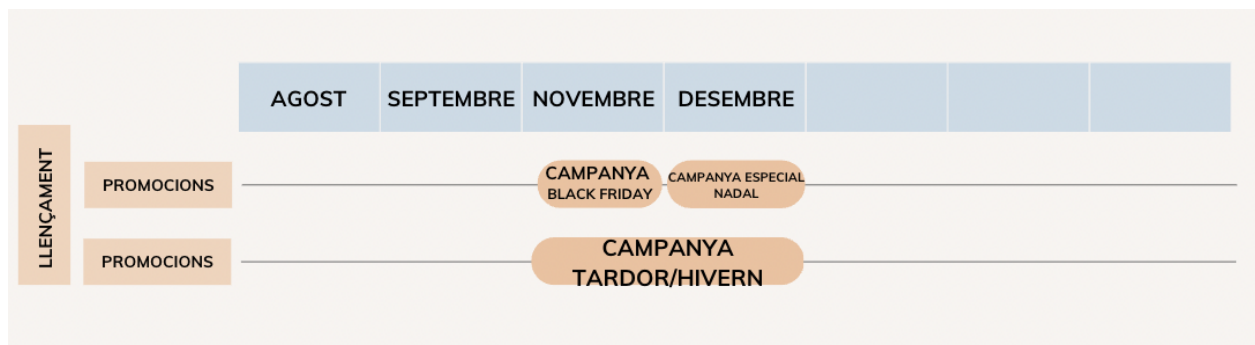 AGOST SEPTEMBRE NOVEMBRE DESEMBRE
LLENÇAMENT
PROMOCIONS
CAMPANYA
BLACK FRIDAY
CAMPANYA ESPECIAL
NADAL
PROMOCIONS
CAMPANYA
TARDOR/HIVERN